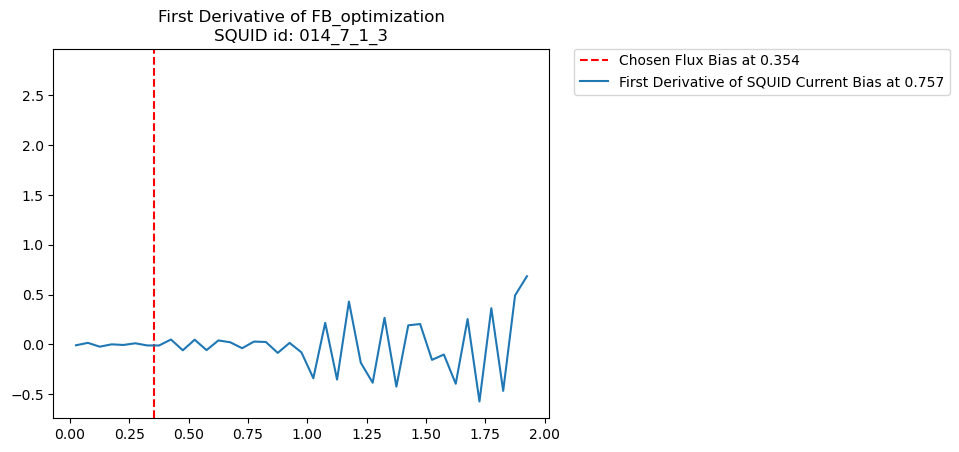 First Derivative of FB_optimization
SQUID id: 014_7_1_3
Chosen Flux Bias at 0.354
First Derivative of SQUID Current Bias at 0.757
2.5
2.0
1.5
1.0
0.5
0.0
−0.5
0.00 0.25 0.50 0.75 1.00 1.25 1.50 1.75 2.00